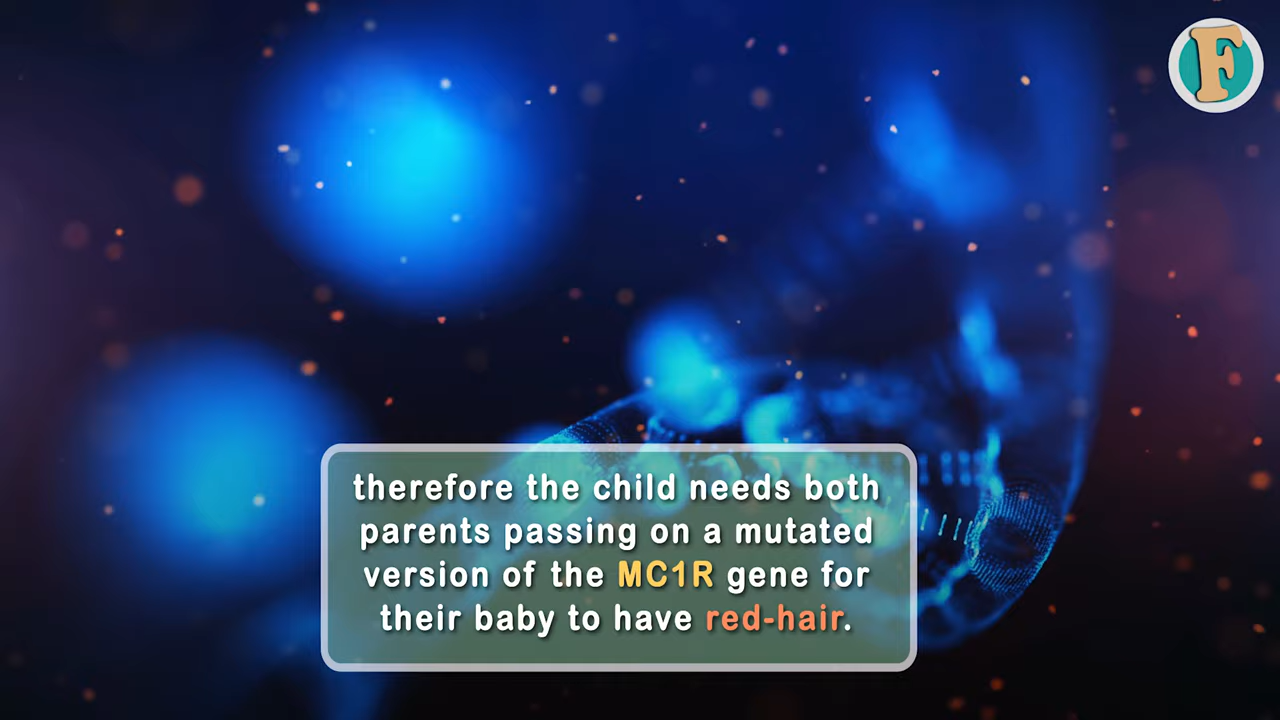 F
therefore the child needs both
parents passing on a mutated
version of the MC1R gene for
their baby to have red-hair.